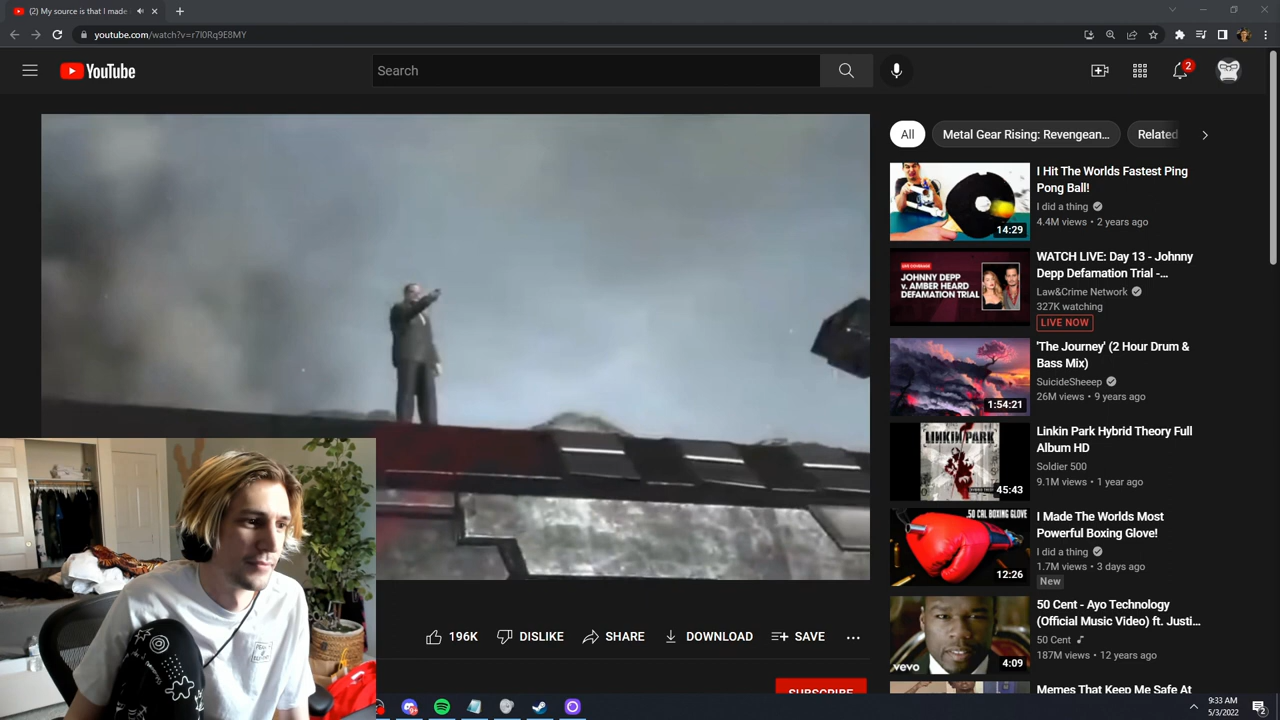 (2) My source is that I made
youtube.com/watch?v=r7l0Rq9E8MY
YouTube
Search
2
All
Metal Gear Rising: Revengean...
Related
I Hit The Worlds Fastest Ping
Pong Ball!
I did a thing
4.4M views • 2 years ago
14:29
WATCH LIVE: Day 13 - Johnny
Depp Defamation Trial -...
Law&Crime Network
327K watching
LIVE NOW
LIVE COVERAGE
JOHNNY DEPP
V. AMBER HEARD
DEFAMATION TRIAL
'The Journey' (2 Hour Drum &
Bass Mix)
SuicideSheeep
26M views • 9 years ago
1:54:21
Linkin Park Hybrid Theory Full
Album HD
Soldier 500
9.1M views • 1 year ago
LINKIN PARK
45:43
I Made The Worlds Most
Powerful Boxing Glove!
I did a thing
1.7M views • 3 days ago
New
.50 CAL BOXING GLOVE
12:26
50 Cent - Ayo Technology
(Official Music Video) ft. Justi...
50 Cent
187M views • 12 years ago
vevo
4:09
Memes That Keep Me Safe At
196K
DISLIKE
SHARE
DOWNLOAD
SAVE
SUBSCRIBE
9:33 AM
5/3/2022